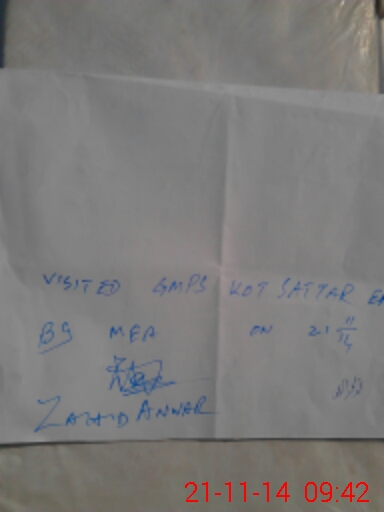 VISITED GMPS KOT SATTAR
BY MEA ON 21 11/14
ZAHID ANWAR
21-11-14 09:42